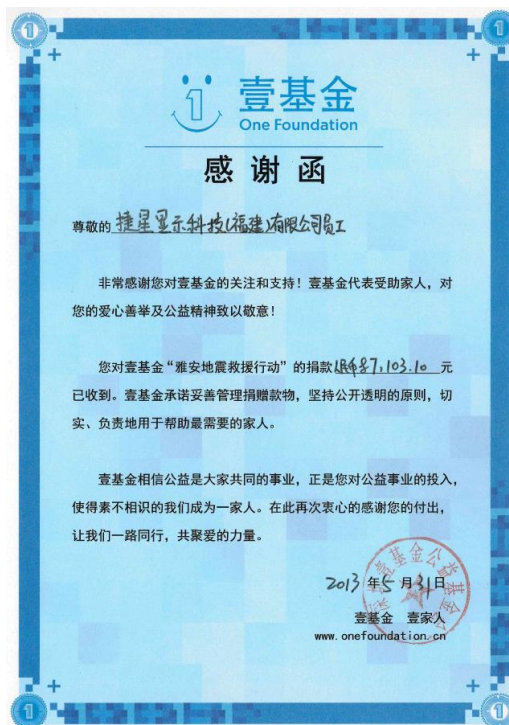 壹基金
One Foundation
感谢函
尊敬的 捷星显示科技(福建)有限公司员工
非常感谢您对壹基金的关注和支持！壹基金代表受助家人，对
您的爱心善举及公益精神致以敬意！
您对壹基金“雅安地震救援行动”的捐款人民币87,103.10 元
已收到。壹基金承诺妥善管理捐赠款物，坚持公开透明的原则，切
实、负责地用于帮助最需要的家人。
壹基金相信公益是大家共同的事业，正是您对公益事业的投入，
使得素不相识的我们成为一家人。在此再次衷心的感谢您的付出，
让我们一路同行，共聚爱的力量。
2013 年 5 月 31 日
壹基金 壹家人
www.onefoundation.cn